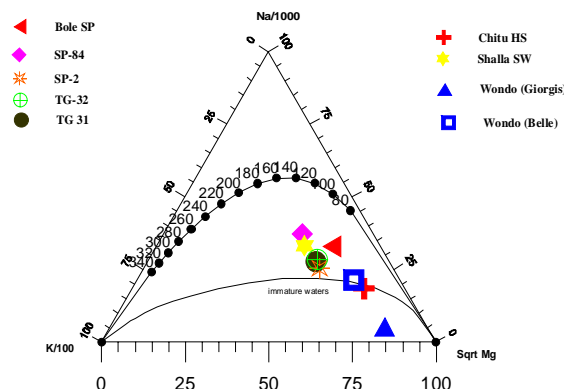 Na/1000
Bole SP
SP-84
SP-2
TG-32
TG 31
Chitu HS
Shalla SW
Wondo (Giorgis)
Wondo (Belle)
0
100
25
75
50
50
75
25
100
0
80
100
120
140
160
180
200
220
240
260
280
300
320
340
immature waters
K/100
Sqrt Mg
0
25
50
75
100